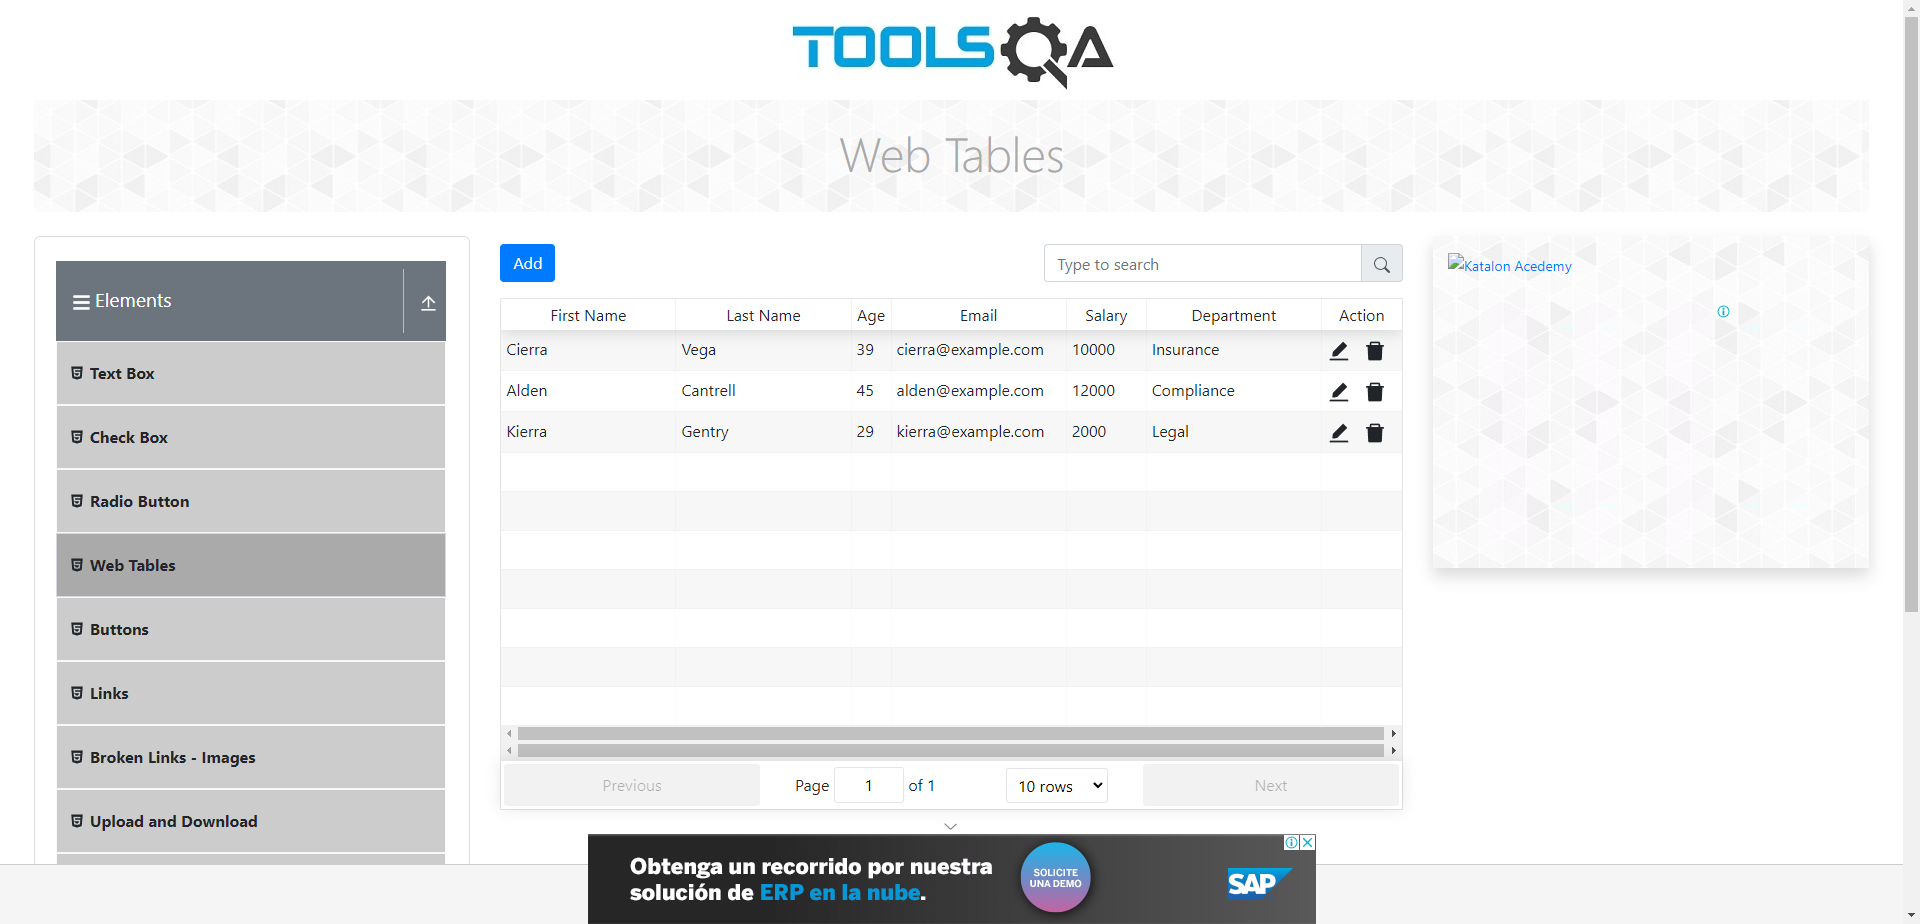 TOOLSQA
Web Tables
Elements
Text Box
Check Box
Radio Button
Web Tables
Buttons
Links
Broken Links - Images
Upload and Download
Add
Type to search
First Name Last Name Age Email Salary Department Action
Cierra Vega 39 cierra@example.com 10000 Insurance
Alden Cantrell 45 alden@example.com 12000 Compliance
Kierra Gentry 29 kierra@example.com 2000 Legal
Previous Page 1 of 1 10 rows Next
Katalon Acedemy
Obtenga un recorrido por nuestra
solución de ERP en la nube.
SOLICITE
UNA DEMO
SAP